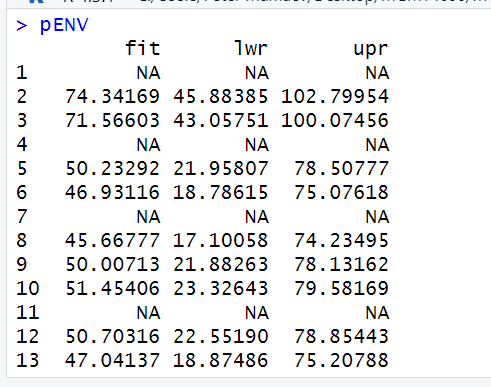 > pENV
fit lwr upr
1 NA NA NA
2 74.34169 45.88385 102.79954
3 71.56603 43.05751 100.07456
4 NA NA NA
5 50.23292 21.95807 78.50777
6 46.93116 18.78615 75.07618
7 NA NA NA
8 45.66777 17.10058 74.23495
9 50.00713 21.88263 78.13162
10 51.45406 23.32643 79.58169
11 NA NA NA
12 50.70316 22.55190 78.85443
13 47.04137 18.87486 75.20788